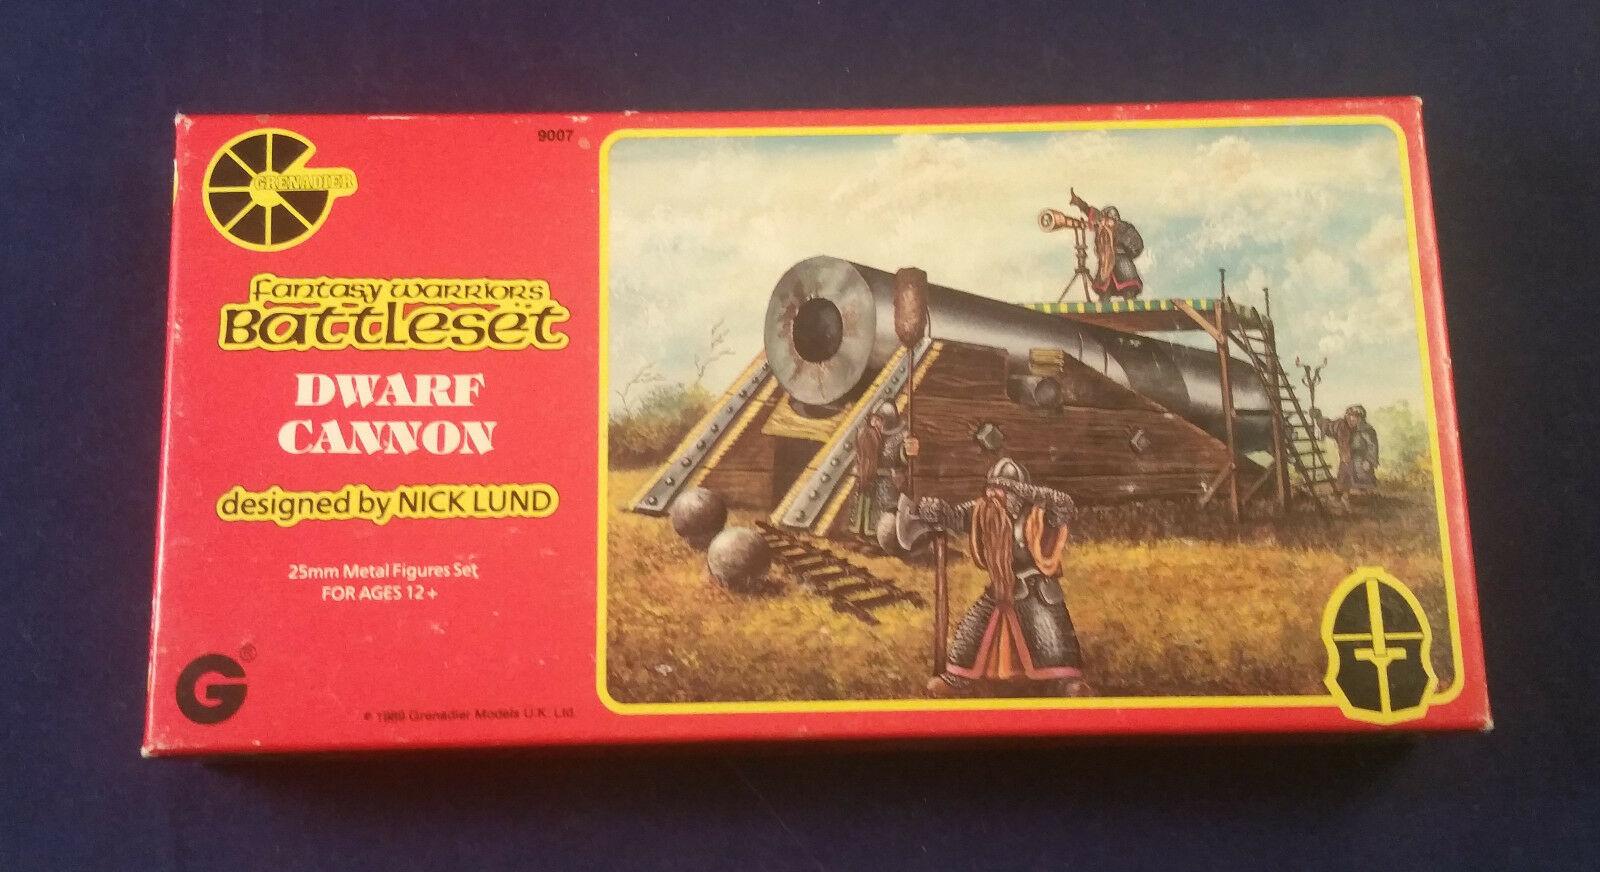 GRENADIER
9007
fantasy warriors
Battleset
DWARF
CANNON
designed by NICK LUND
25mm Metal Figures Set
FOR AGES 12+
G®
© 1989 Grenadier Models U.K. Ltd.